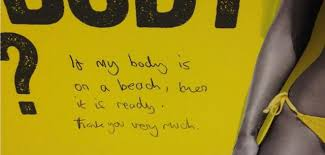 BODY
?
If my body is
on a beach, then
it is ready.
Thank you very much.